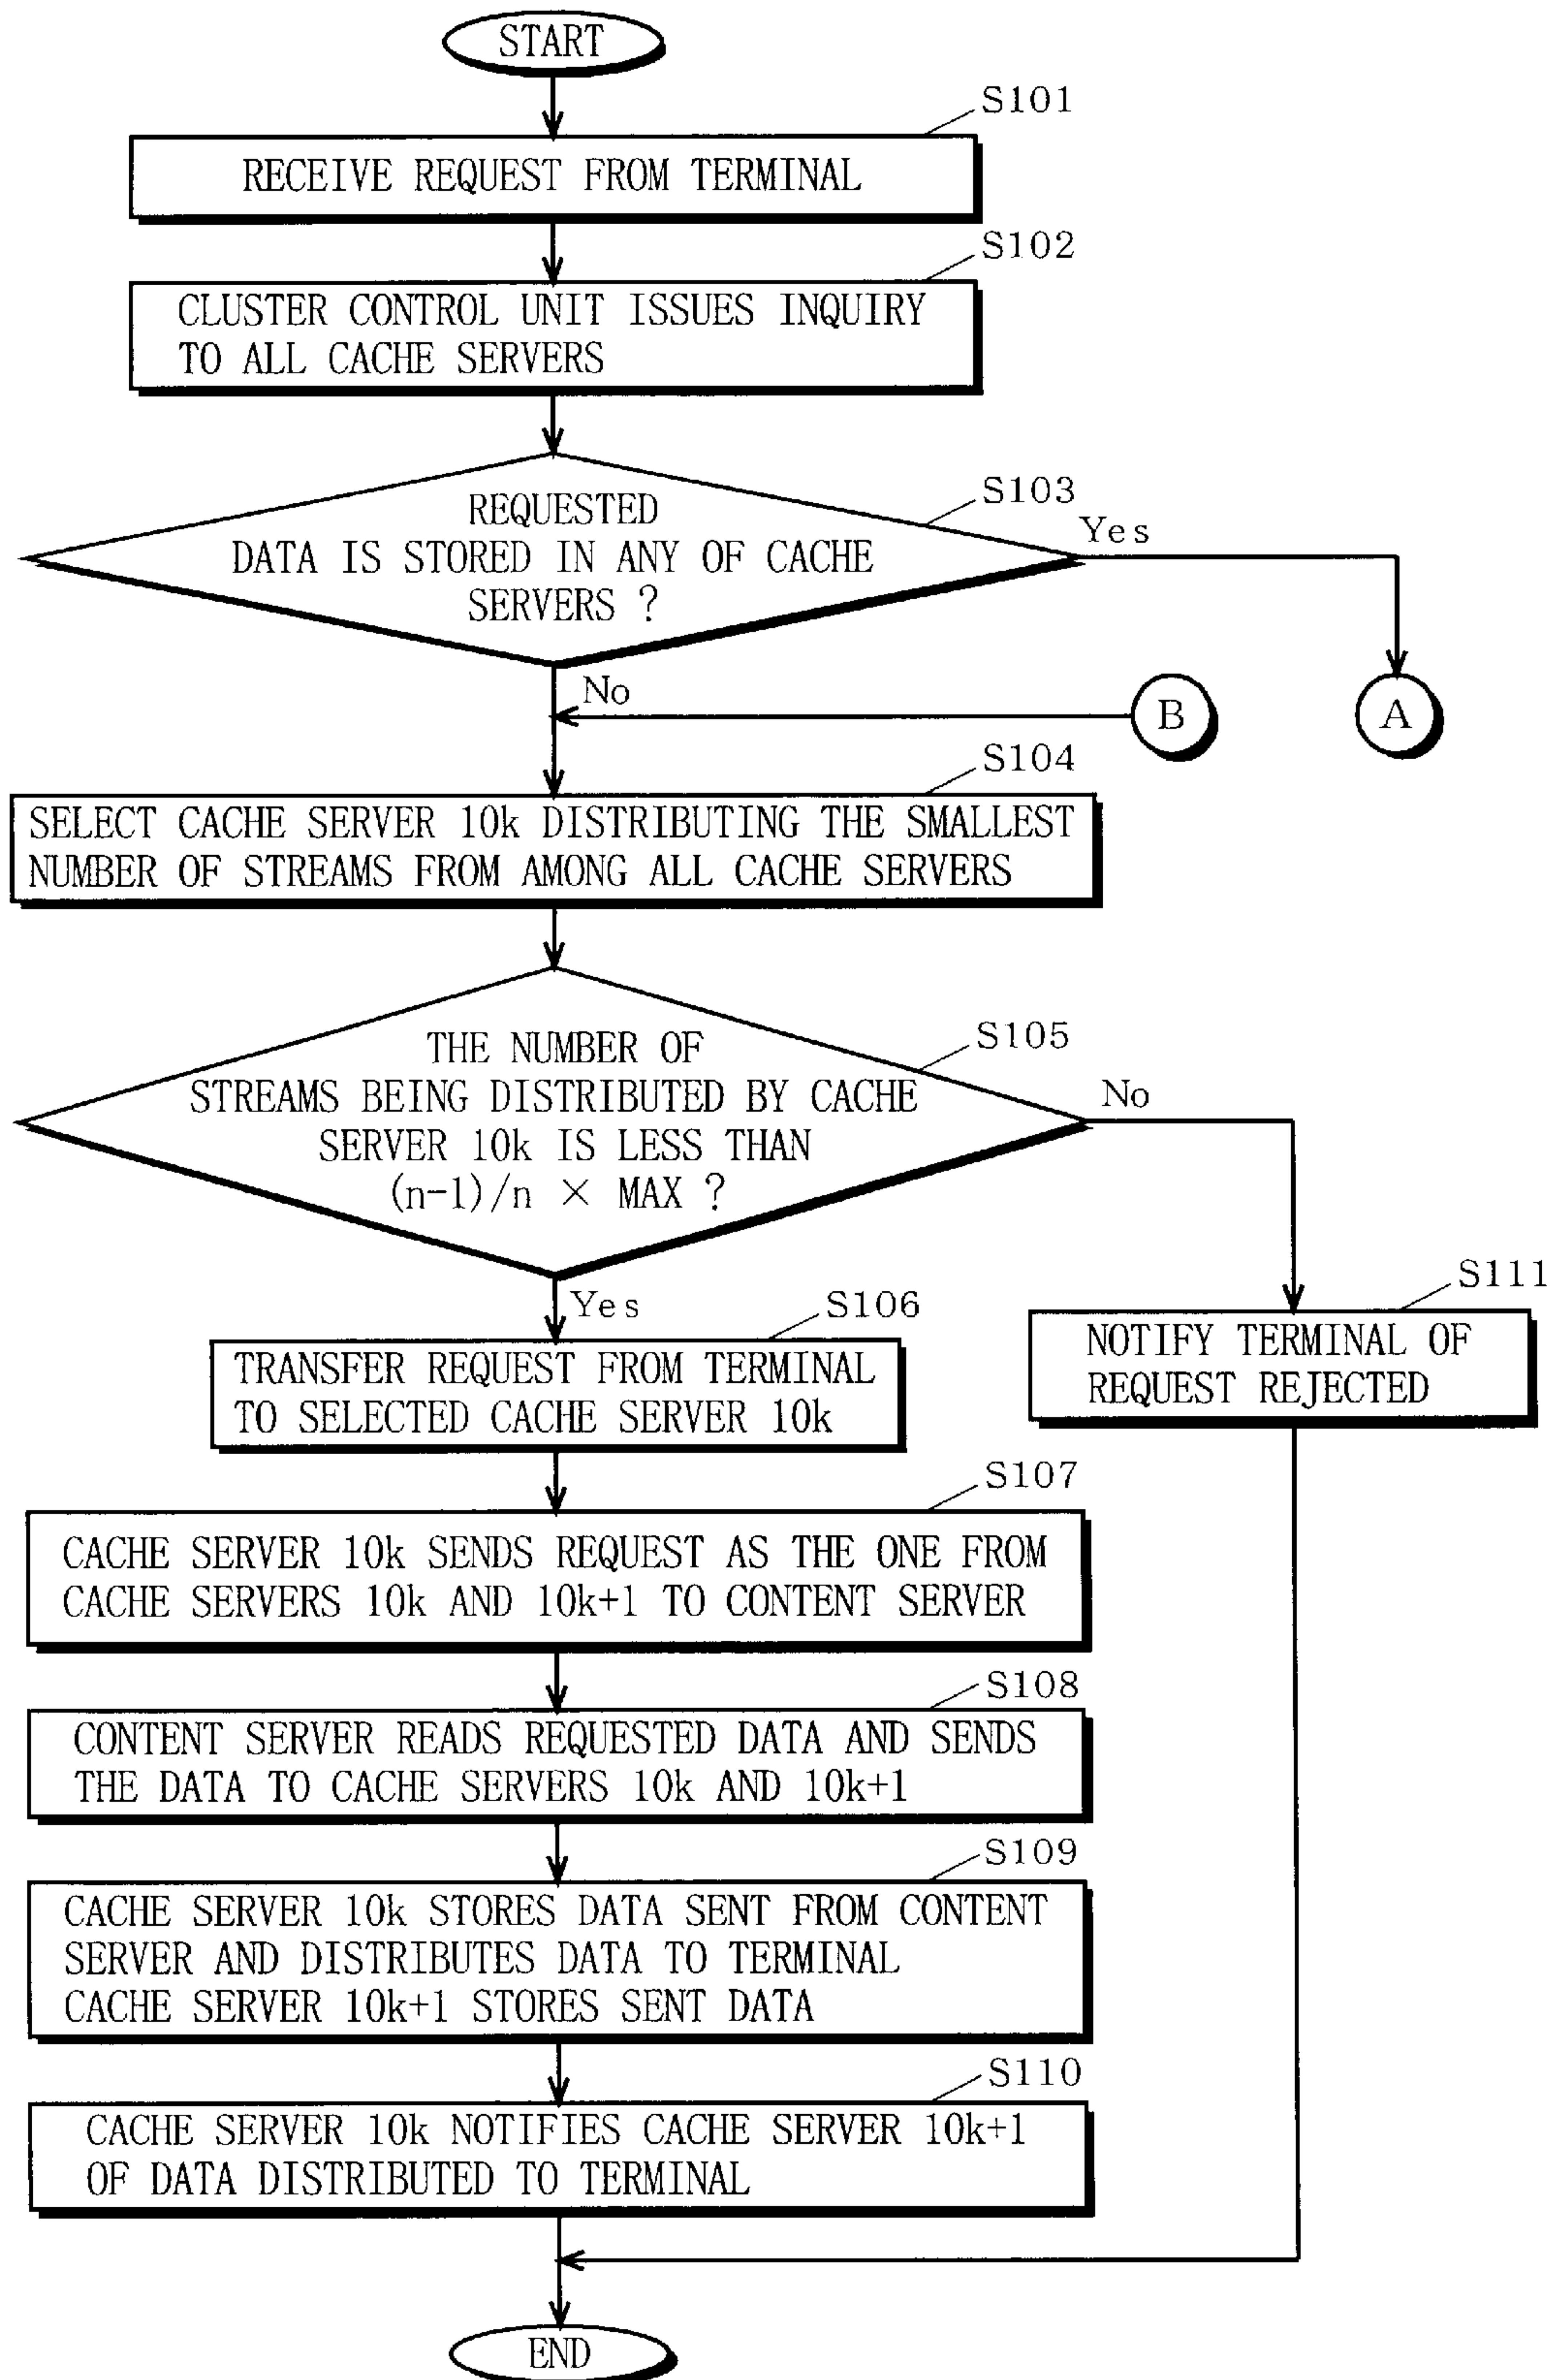 START
S101
RECEIVE REQUEST FROM TERMINAL
S102
CLUSTER CONTROL UNIT ISSUES INQUIRY
TO ALL CACHE SERVERS
S103
REQUESTED
DATA IS STORED IN ANY OF CACHE
SERVERS ?
Yes
No
B
A
S104
SELECT CACHE SERVER 10k DISTRIBUTING THE SMALLEST
NUMBER OF STREAMS FROM AMONG ALL CACHE SERVERS
S105
THE NUMBER OF
STREAMS BEING DISTRIBUTED BY CACHE
SERVER 10k IS LESS THAN
(n-1)/n × MAX ?
No
Yes
S106
TRANSFER REQUEST FROM TERMINAL
TO SELECTED CACHE SERVER 10k
S111
NOTIFY TERMINAL OF
REQUEST REJECTED
S107
CACHE SERVER 10k SENDS REQUEST AS THE ONE FROM
CACHE SERVERS 10k AND 10k+1 TO CONTENT SERVER
S108
CONTENT SERVER READS REQUESTED DATA AND SENDS
THE DATA TO CACHE SERVERS 10k AND 10k+1
S109
CACHE SERVER 10k STORES DATA SENT FROM CONTENT
SERVER AND DISTRIBUTES DATA TO TERMINAL
CACHE SERVER 10k+1 STORES SENT DATA
S110
CACHE SERVER 10k NOTIFIES CACHE SERVER 10k+1
OF DATA DISTRIBUTED TO TERMINAL
END